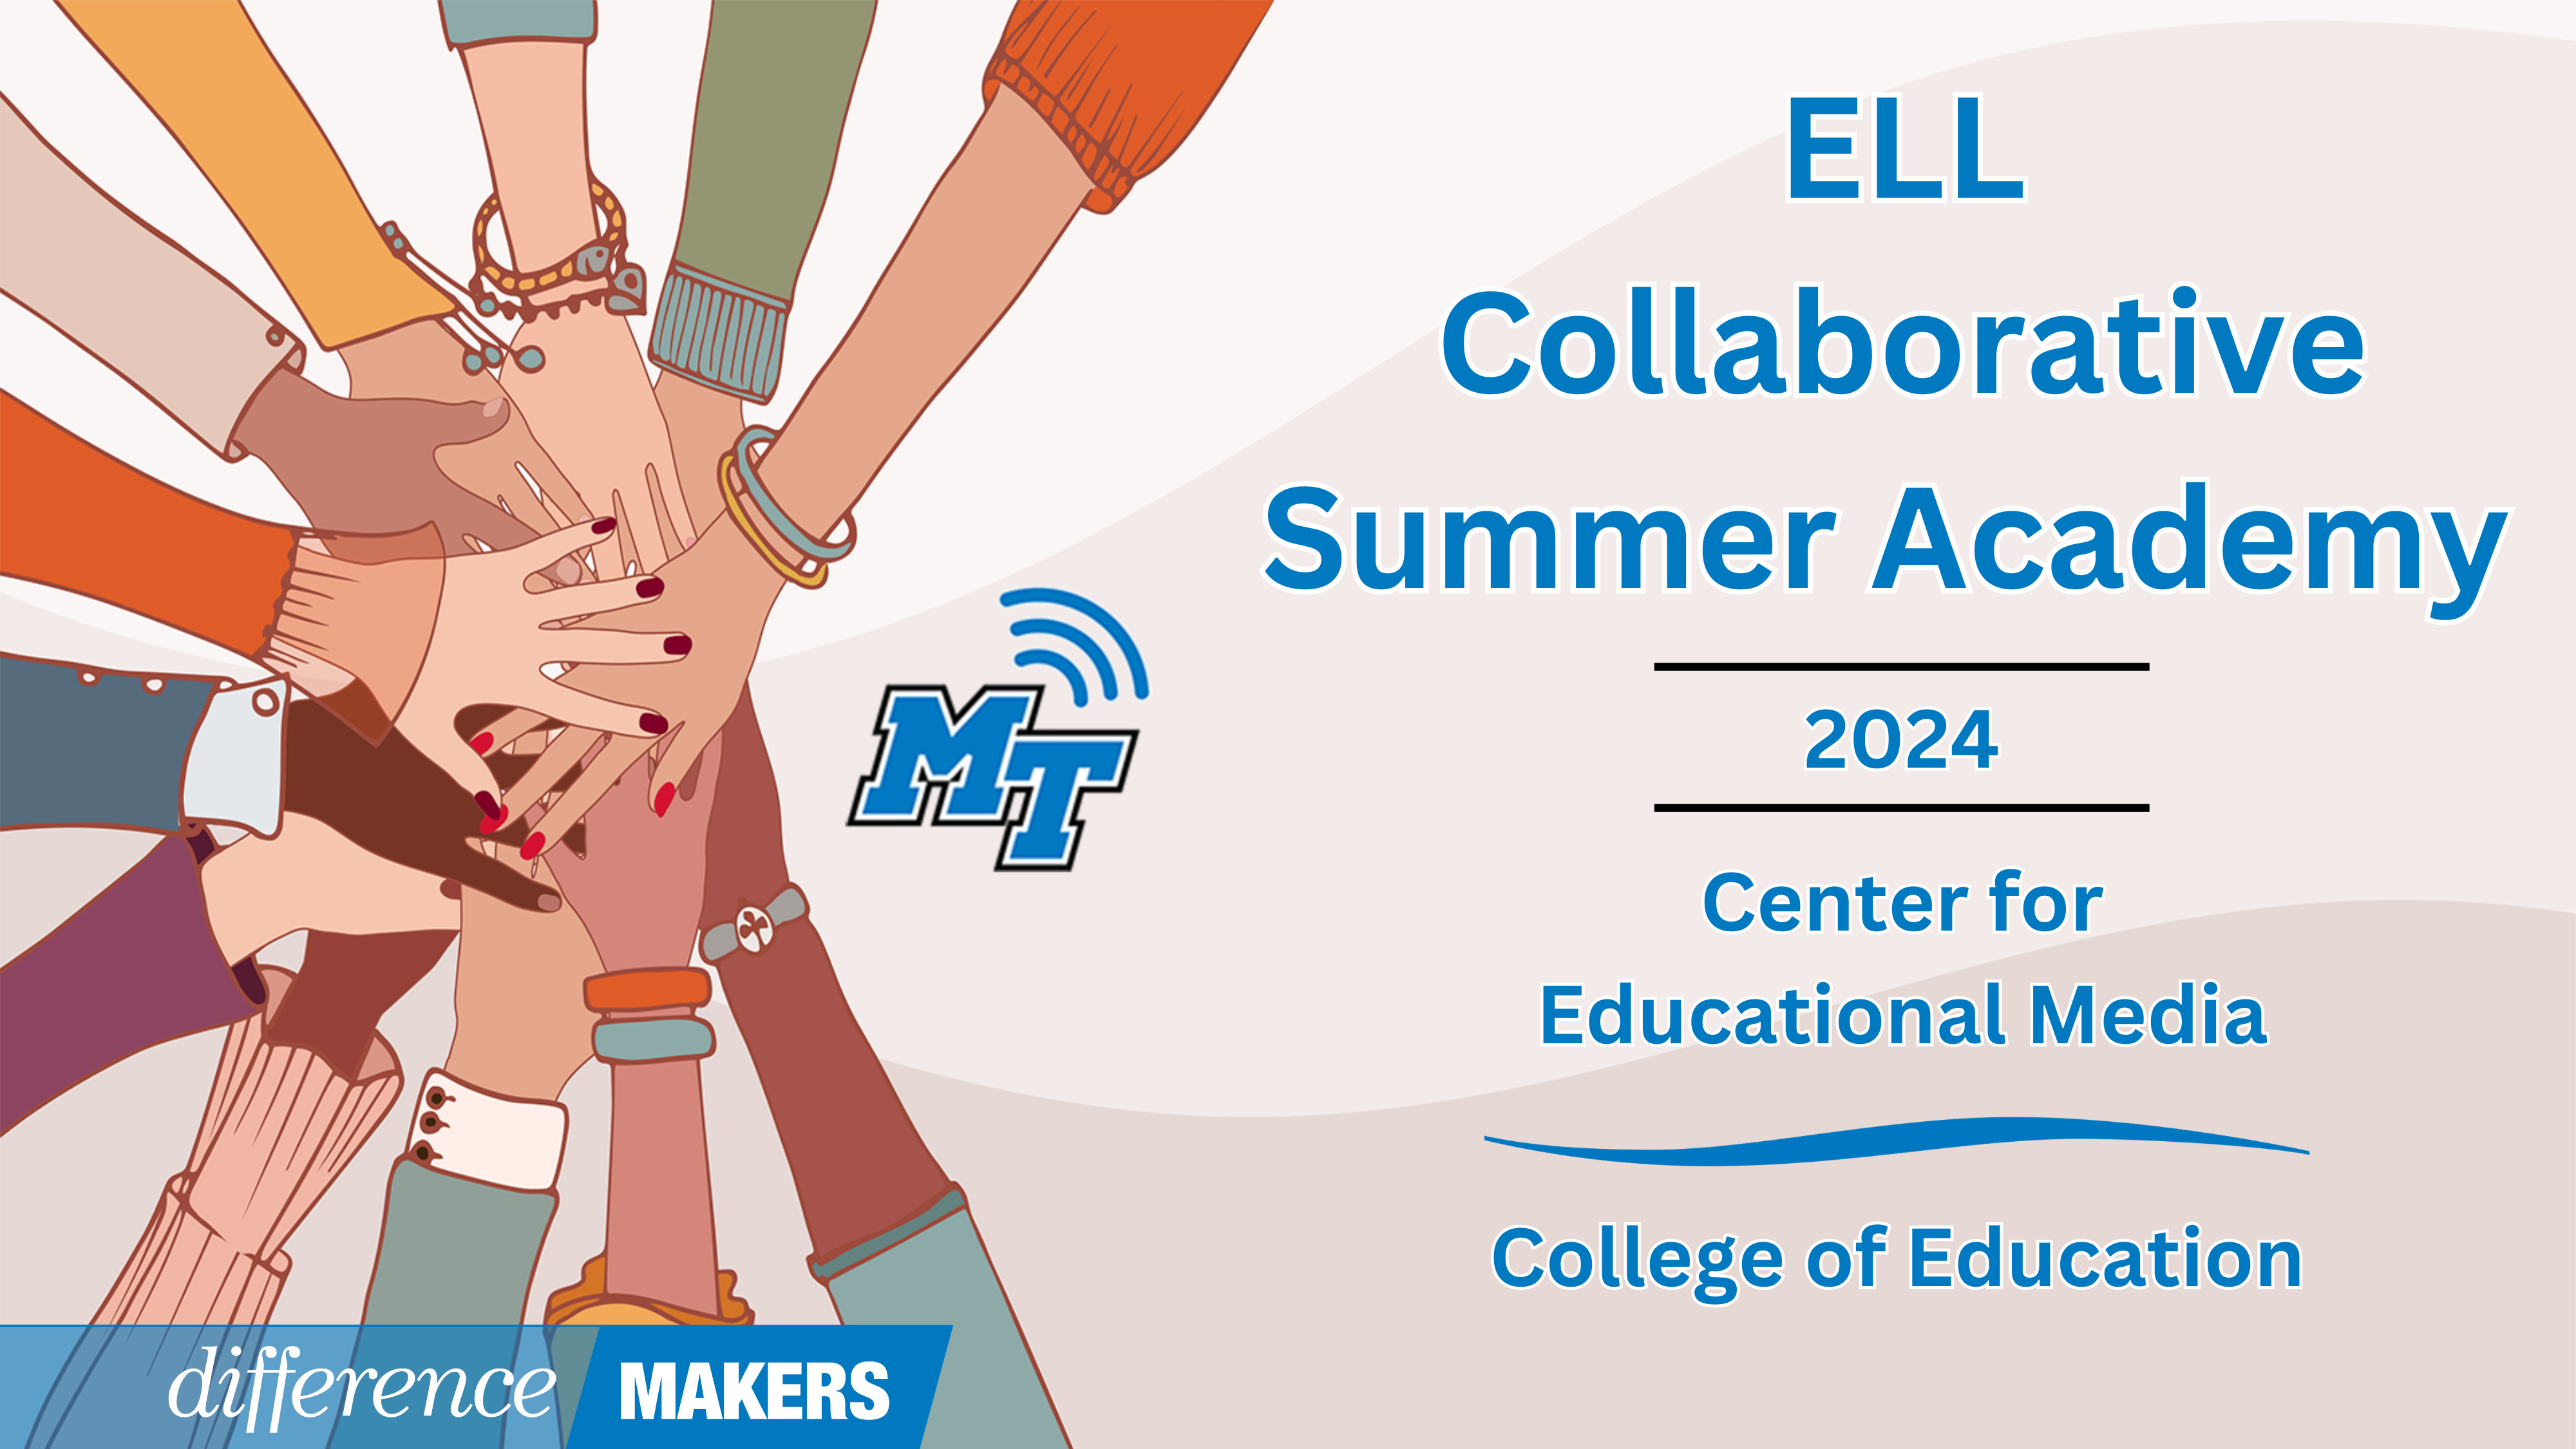 ELL
Collaborative
Summer Academy
2024
Center for
Educational Media
College of Education
MT
difference MAKERS